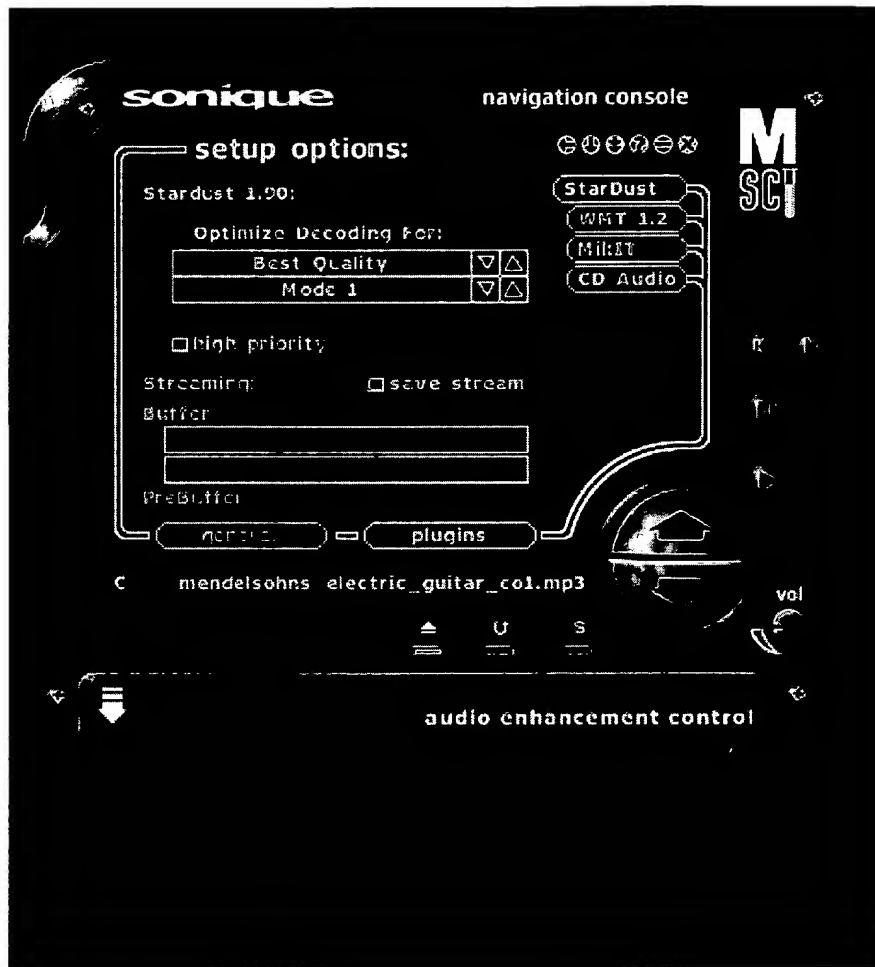 sonique
navigation console
setup options:
M
SCI
Stardust 1.90:
StarDust
WMT 1.2
Optimize Decoding For:
Best Quality
Mode 1
CD Audio
high priority
Streaming:
save stream
Buffer
PreBuffer
plugins
C mendelsohns electric_guitar_co1.mp3
vol
S
audio enhancement control